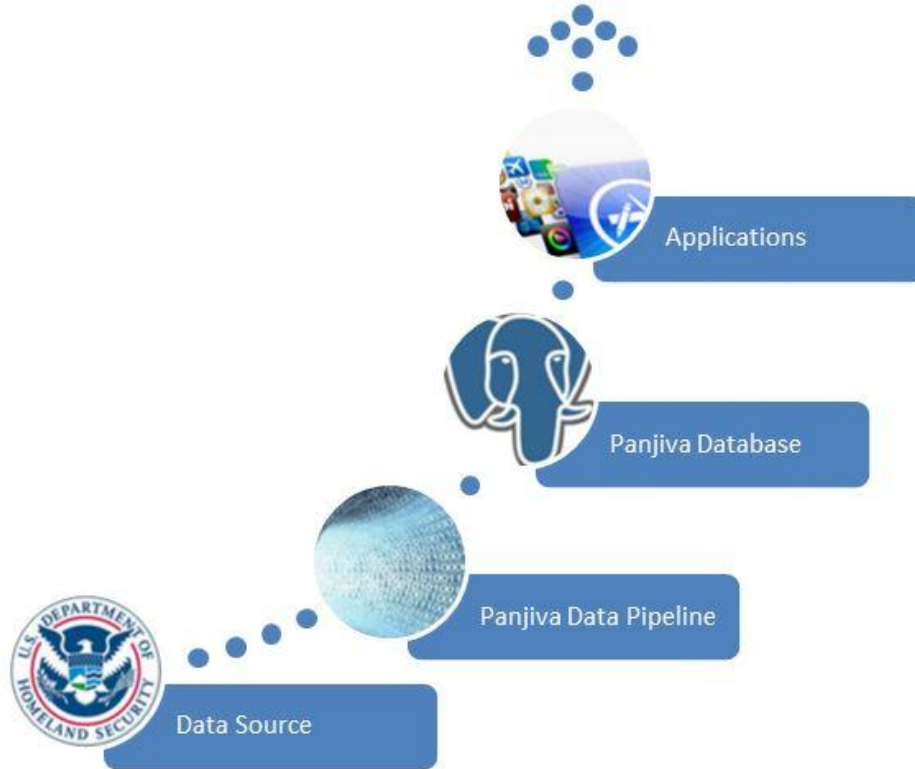 Applications
Panjiva Database
Panjiva Data Pipeline
U.S. DEPARTMENT OF
HOMELAND SECURITY
Data Source